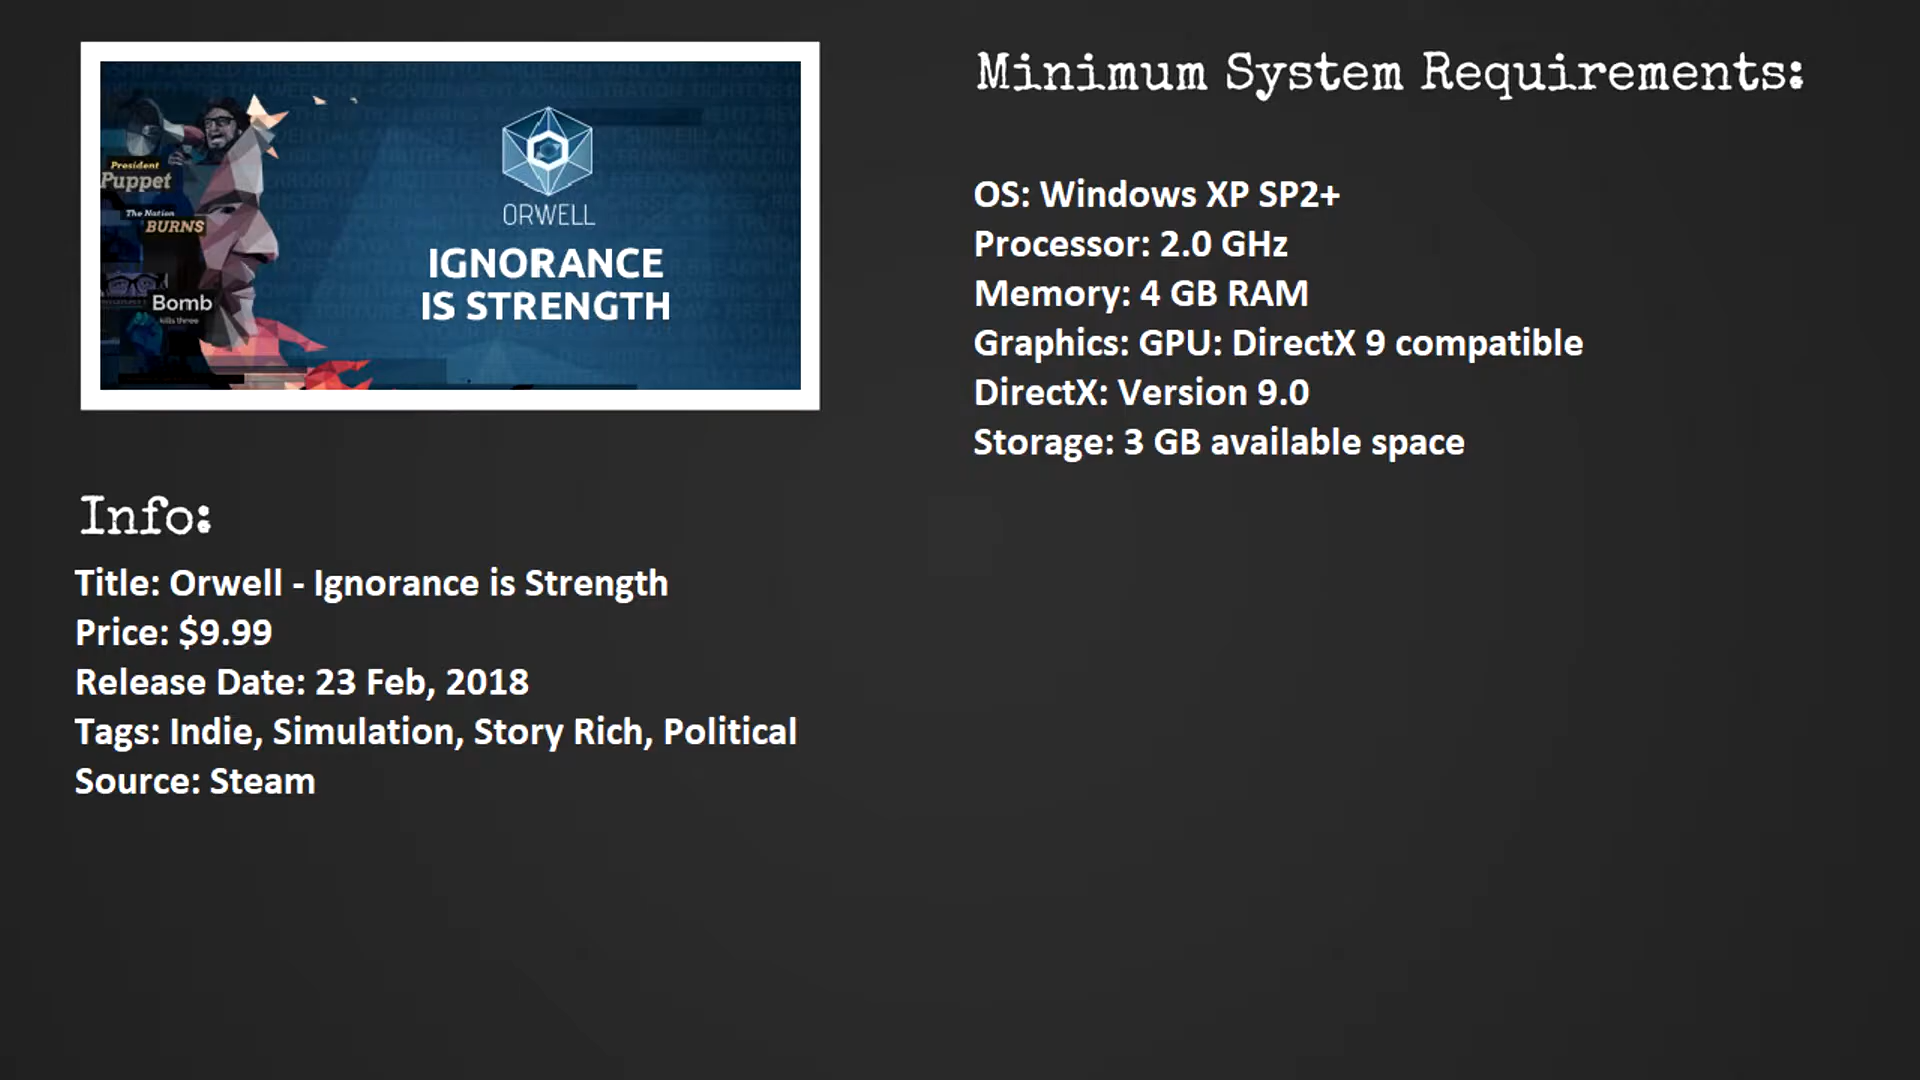 President
Puppet
The Nation
BURNS
Bomb
kills three
ORWELL
IGNORANCE
IS STRENGTH
Info:
Title: Orwell - Ignorance is Strength
Price: $9.99
Release Date: 23 Feb, 2018
Tags: Indie, Simulation, Story Rich, Political
Source: Steam
Minimum System Requirements:
OS: Windows XP SP2+
Processor: 2.0 GHz
Memory: 4 GB RAM
Graphics: GPU: DirectX 9 compatible
DirectX: Version 9.0
Storage: 3 GB available space